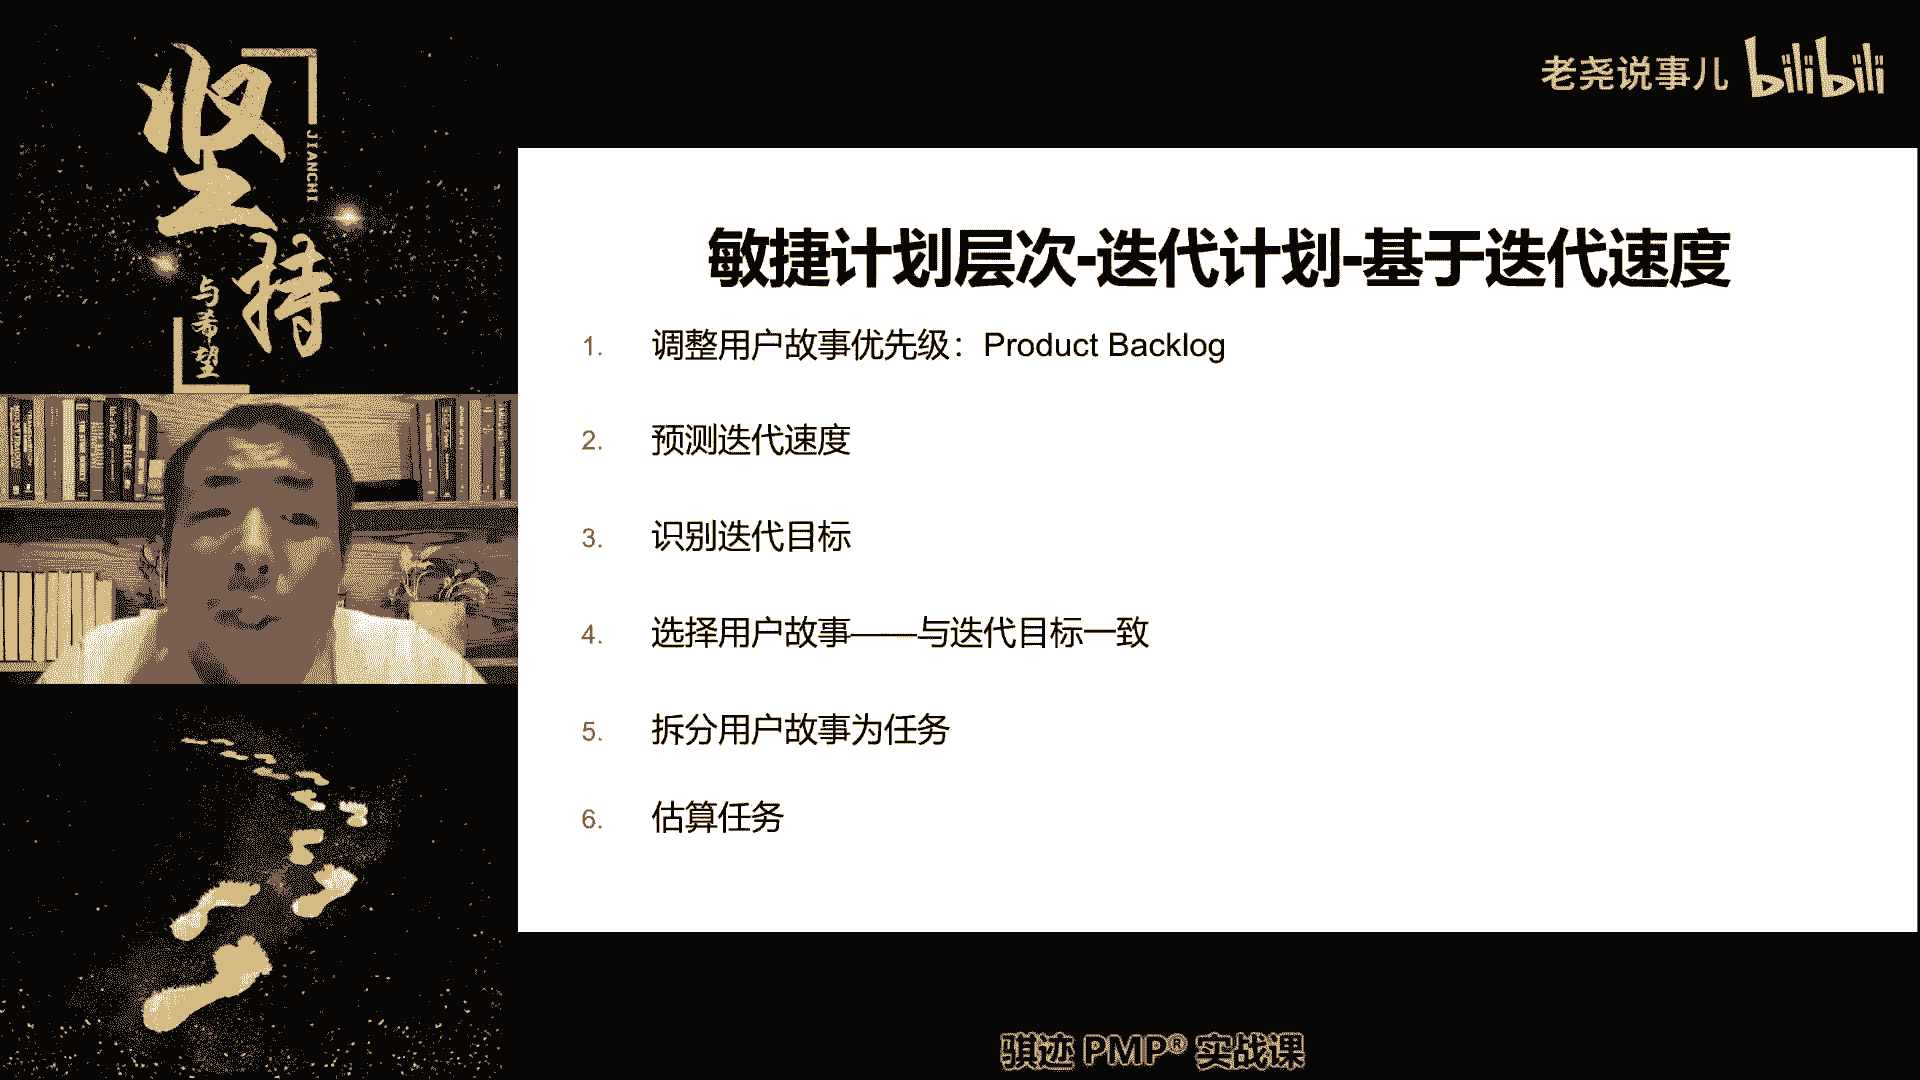 坚持
JIANCHI
与希望
老尧说事儿 bilibili
敏捷计划层次-迭代计划-基于迭代速度
1. 调整用户故事优先级：Product Backlog
2. 预测迭代速度
3. 识别迭代目标
4. 选择用户故事——与迭代目标一致
5. 拆分用户故事为任务
6. 估算任务
骐迹 PMP® 实战课